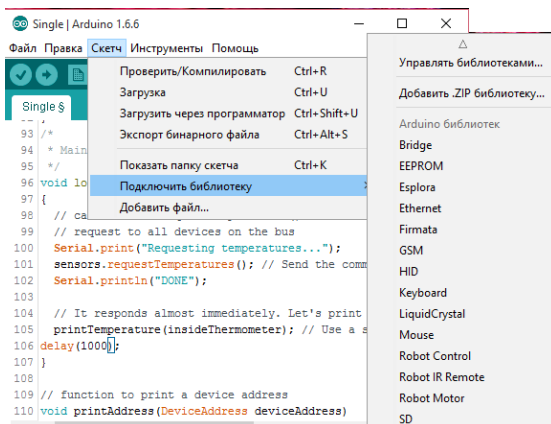 Single | Arduino 1.6.6
Файл Правка Скетч Инструменты Помощь
Single §
Проверить/Компилировать Ctrl+R
Загрузка Ctrl+U
Загрузить через программатор Ctrl+Shift+U
Экспорт бинарного файла Ctrl+Alt+S
Показать папку скетча Ctrl+K
Подключить библиотеку
Добавить файл...
Управлять библиотеками...
Добавить .ZIP библиотеку...
Arduino библиотек
Bridge
EEPROM
Esplora
Ethernet
Firmata
GSM
HID
Keyboard
LiquidCrystal
Mouse
Robot Control
Robot IR Remote
Robot Motor
SD
93 /*
94 * Main
95 */
96 void lo
97 {
98 // ca
99 // request to all devices on the bus
100 Serial.print("Requesting temperatures...");
101 sensors.requestTemperatures(); // Send the comm
102 Serial.println("DONE");
103
104 // It responds almost immediately. Let's print
105 printTemperature(insideThermometer); // Use a s
106 delay(1000);
107 }
108
109 // function to print a device address
110 void printAddress(DeviceAddress deviceAddress)